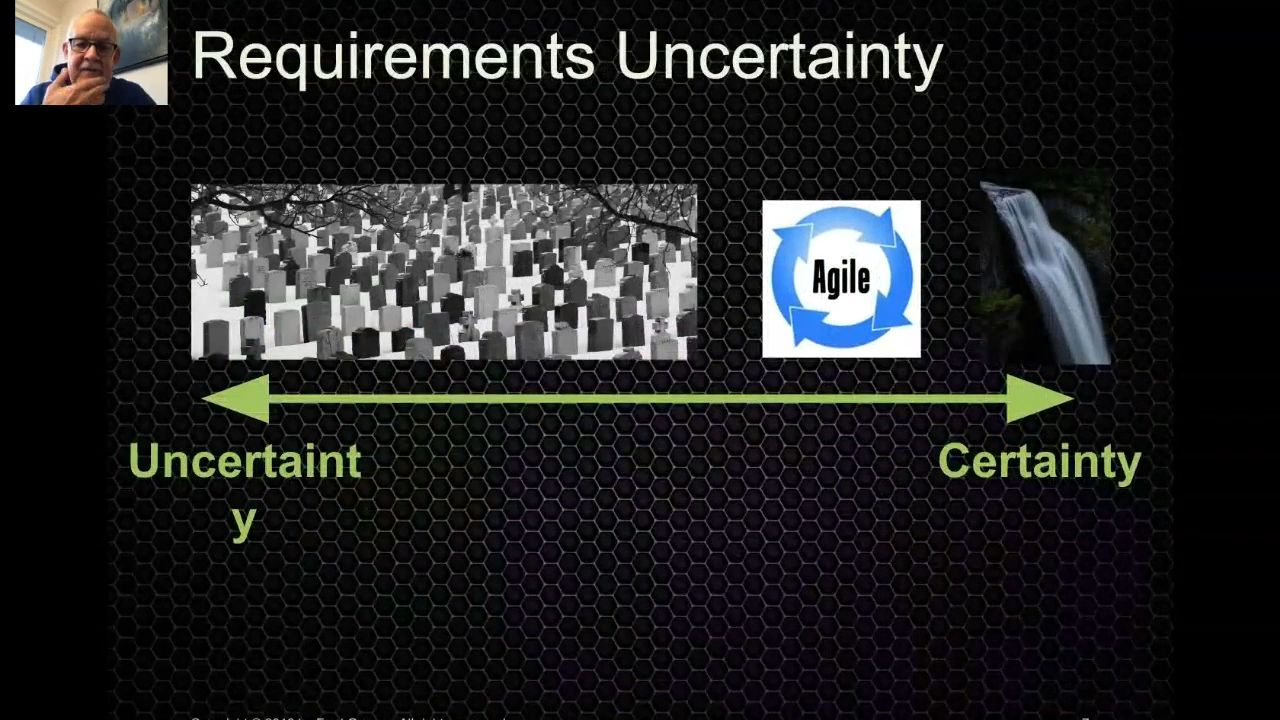 Requirements Uncertainty
Agile
Uncertaint
y
Certainty